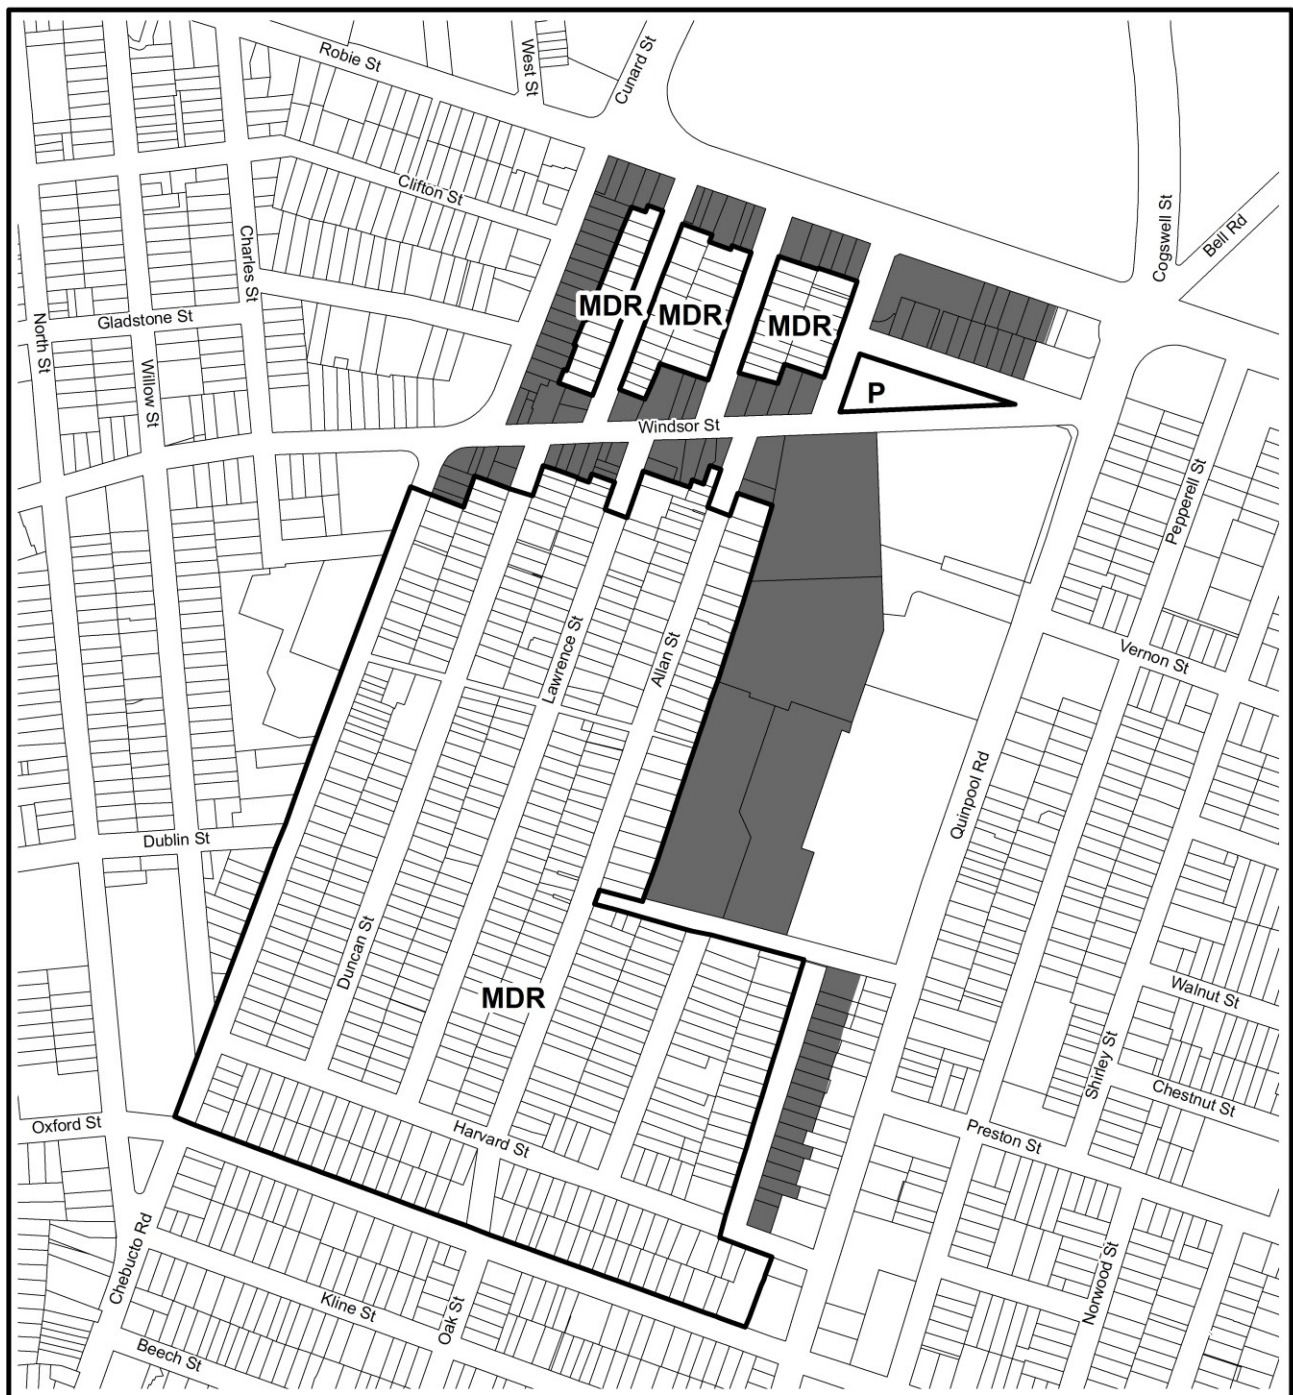 Robie St
West St
Cunard St
Clifton St
Cogswell St
Bell Rd
Charles St
Gladstone St
North St
Willow St
MDR
MDR
MDR
P
Windsor St
Pepperell St
Lawrence St
Allan St
Vernon St
Quinpool Rd
Dublin St
Duncan St
MDR
Walnut St
Shirley St
Chestnut St
Oxford St
Harvard St
Preston St
Chebucto Rd
Kline St
Oak St
Norwood St
Beech St